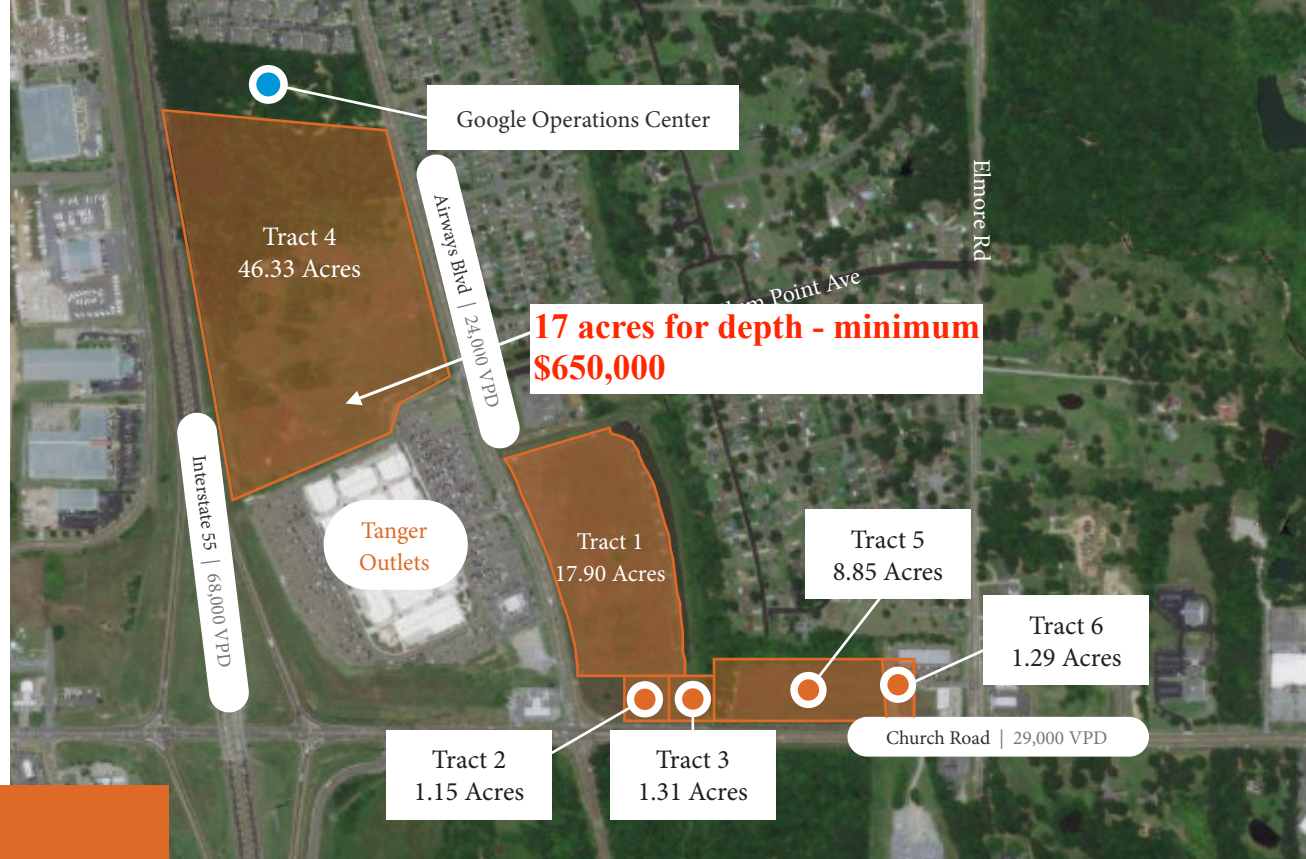 Google Operations Center
Tract 4
46.33 Acres
Airways Blvd | 24,000 VPD
Elmore Rd
Point Ave
17 acres for depth - minimum
$650,000
Interstate 55 | 68,000 VPD
Tanger
Outlets
Tract 1
17.90 Acres
Tract 5
8.85 Acres
Tract 6
1.29 Acres
Church Road | 29,000 VPD
Tract 2
1.15 Acres
Tract 3
1.31 Acres